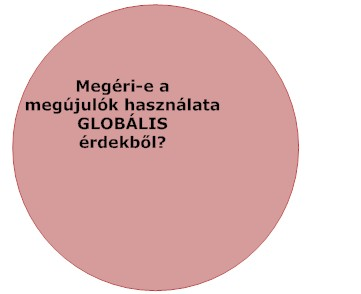 Megéri-e a
megújulók használata
GLOBÁLIS
érdekből?